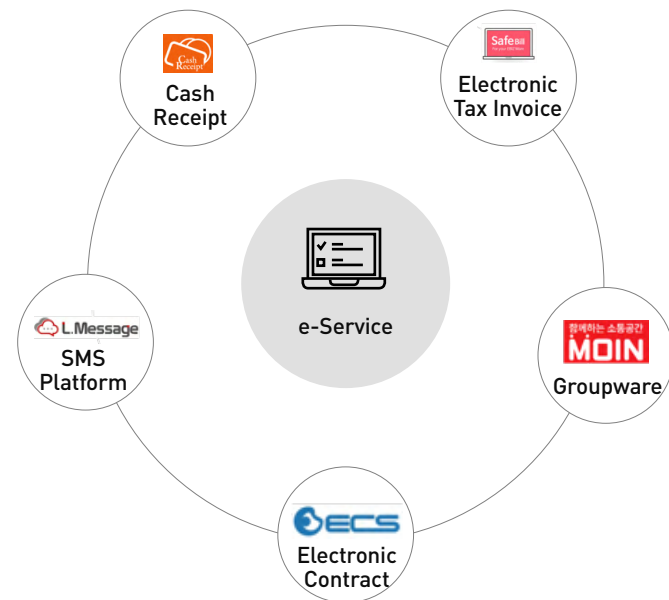 Cash
Receipt
Cash
Receipt
Safe Bill
Electronic
Tax Invoice
e-Service
L.Message
SMS
Platform
함께하는 소통공간
MOIN
Groupware
ecs
Electronic
Contract